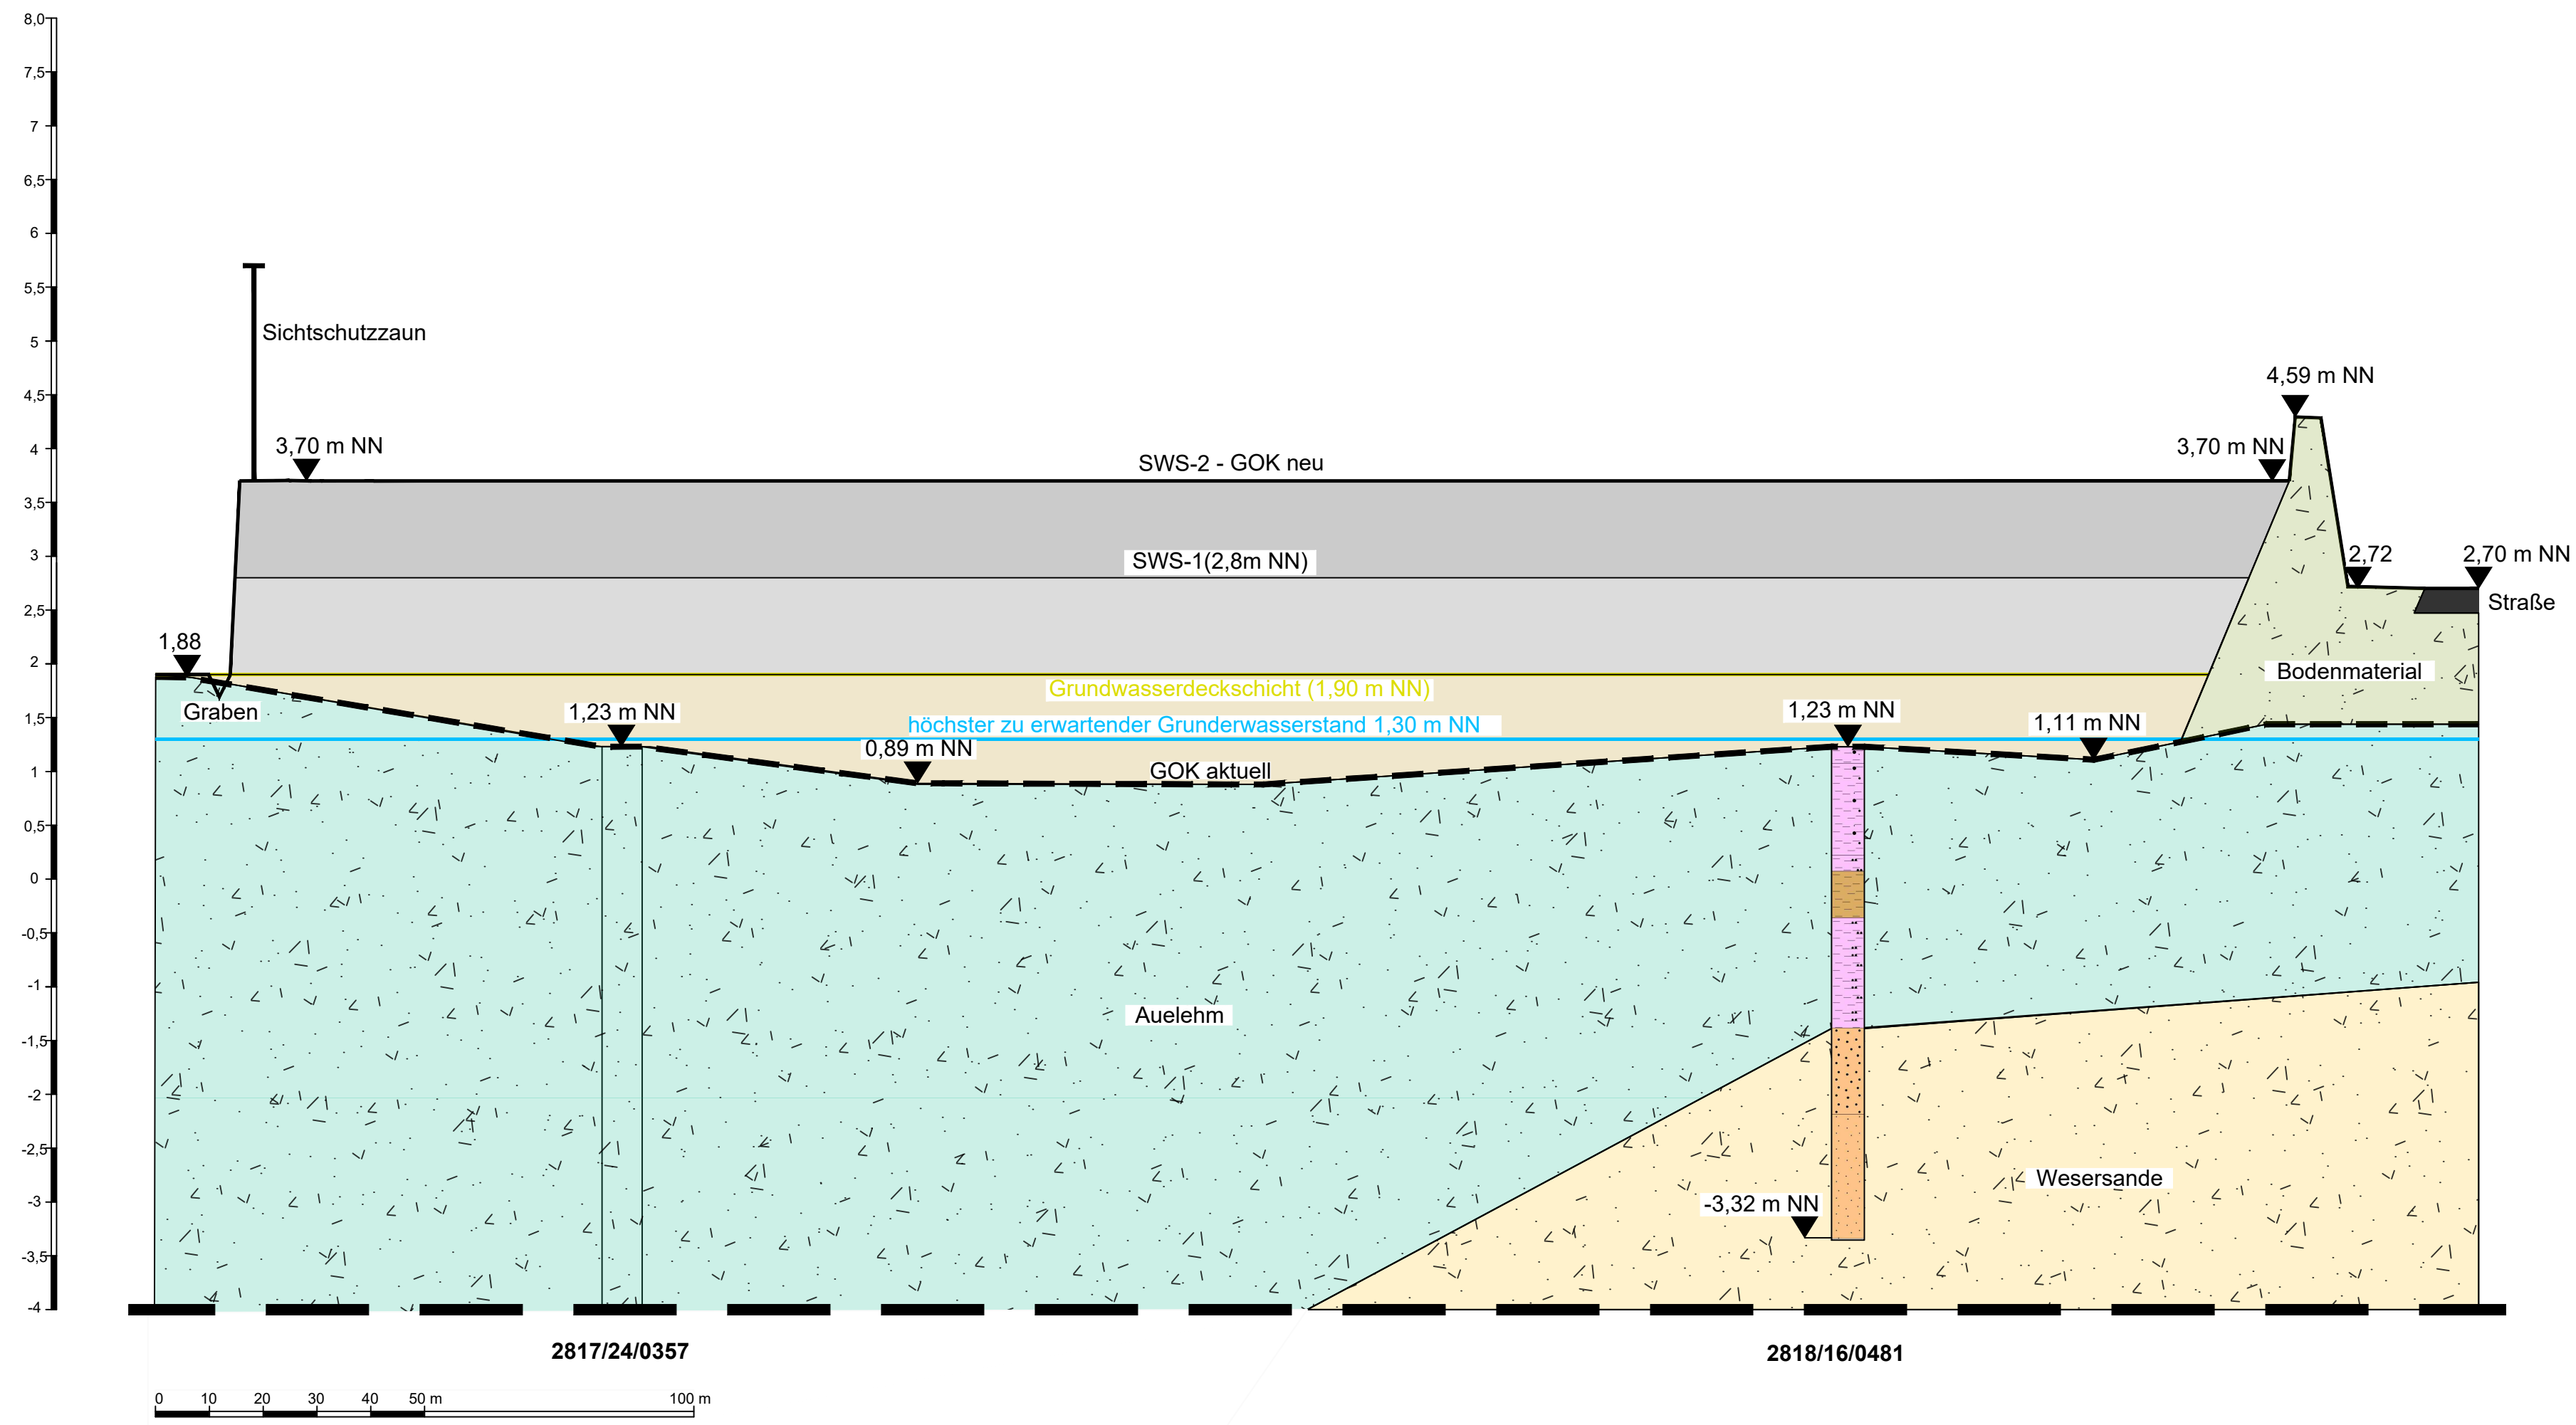 8,0
7,5
7
6,5
6
5,5
Sichtschutzzaun
5
4,59 m NN
4,5
3,70 m NN
SWS-2 - GOK neu
3,70 m NN
4
3,5
SWS-1(2,8m NN)
2,72
2,70 m NN
3
Straße
2,5
1,88
2
Bodenmaterial
Grundwasserdeckschicht (1,90 m NN)
Graben
1,23 m NN
1,23 m NN
1,5
höchster zu erwartender Grunderwasserstand 1,30 m NN
1,11 m NN
0,89 m NN
GOK aktuell
1
0,5
0
-0,5
-1
Auelehm
-1,5
-2
-2,5
Wesersande
-3
-3,32 m NN
-3,5
-4
2817/24/0357
2818/16/0481
0 10 20 30 40 50 m 100 m